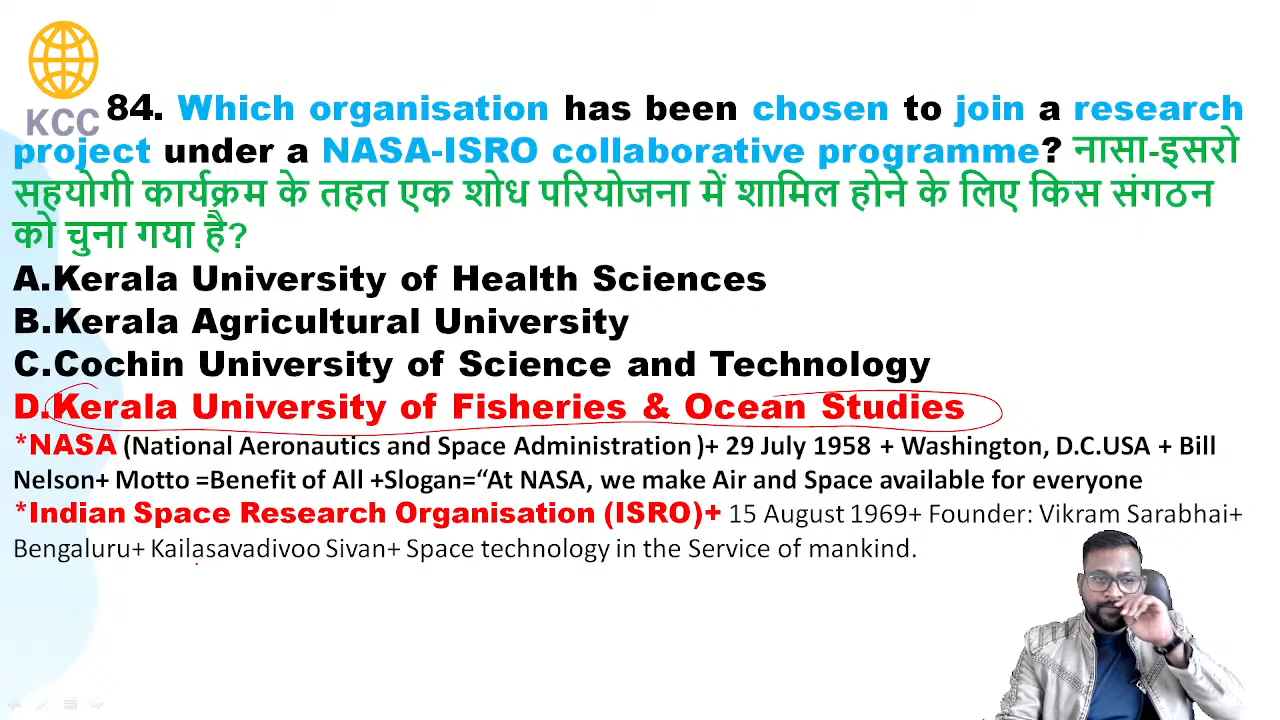 KCC
84. Which organisation has been chosen to join a research
project under a NASA-ISRO collaborative programme? नासा-इसरो
सहयोगी कार्यक्रम के तहत एक शोध परियोजना में शामिल होने के लिए किस संगठन
को चुना गया है?
A.Kerala University of Health Sciences
B.Kerala Agricultural University
C.Cochin University of Science and Technology
D.Kerala University of Fisheries & Ocean Studies
*NASA (National Aeronautics and Space Administration )+ 29 July 1958 + Washington, D.C.USA + Bill
Nelson+ Motto =Benefit of All +Slogan=“At NASA, we make Air and Space available for everyone
*Indian Space Research Organisation (ISRO)+ 15 August 1969+ Founder: Vikram Sarabhai+
Bengaluru+ Kailasavadivoo Sivan+ Space technology in the Service of mankind.